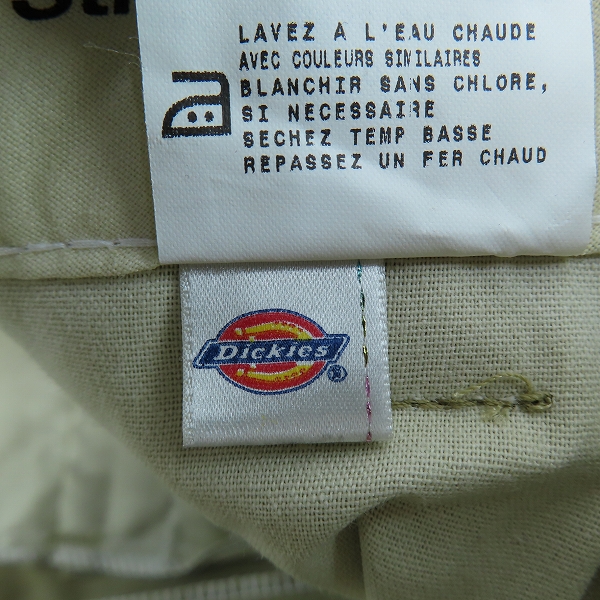 LAVEZ A L'EAU CHAUDE
AVEC COULEURS SIMILAIRES
BLANCHIR SANS CHLORE,
SI NECESSAIRE
SECHEZ TEMP BASSE
REPASSEZ UN FER CHAUD
Dickies
®